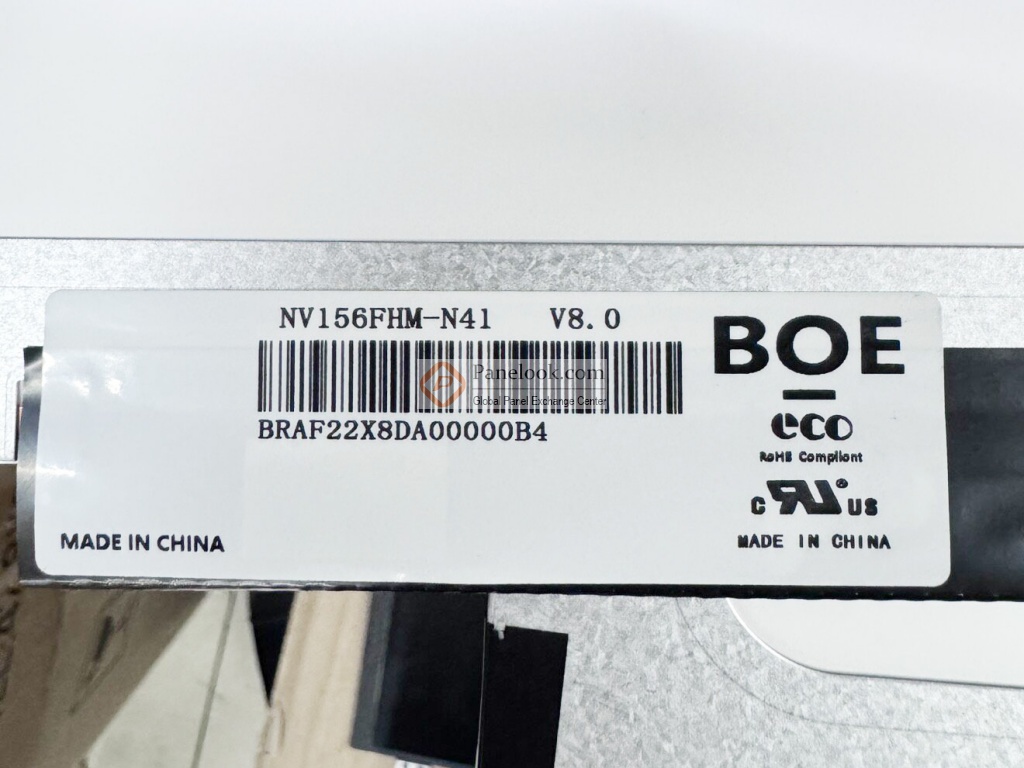 NV156FHM-N41 V8.0
BOE
Panelook.com
Global Panel Exchange Center
eco
BRAF22X8DA00000B4
RoHS Compliant
C RU® US
MADE IN CHINA
MADE IN CHINA